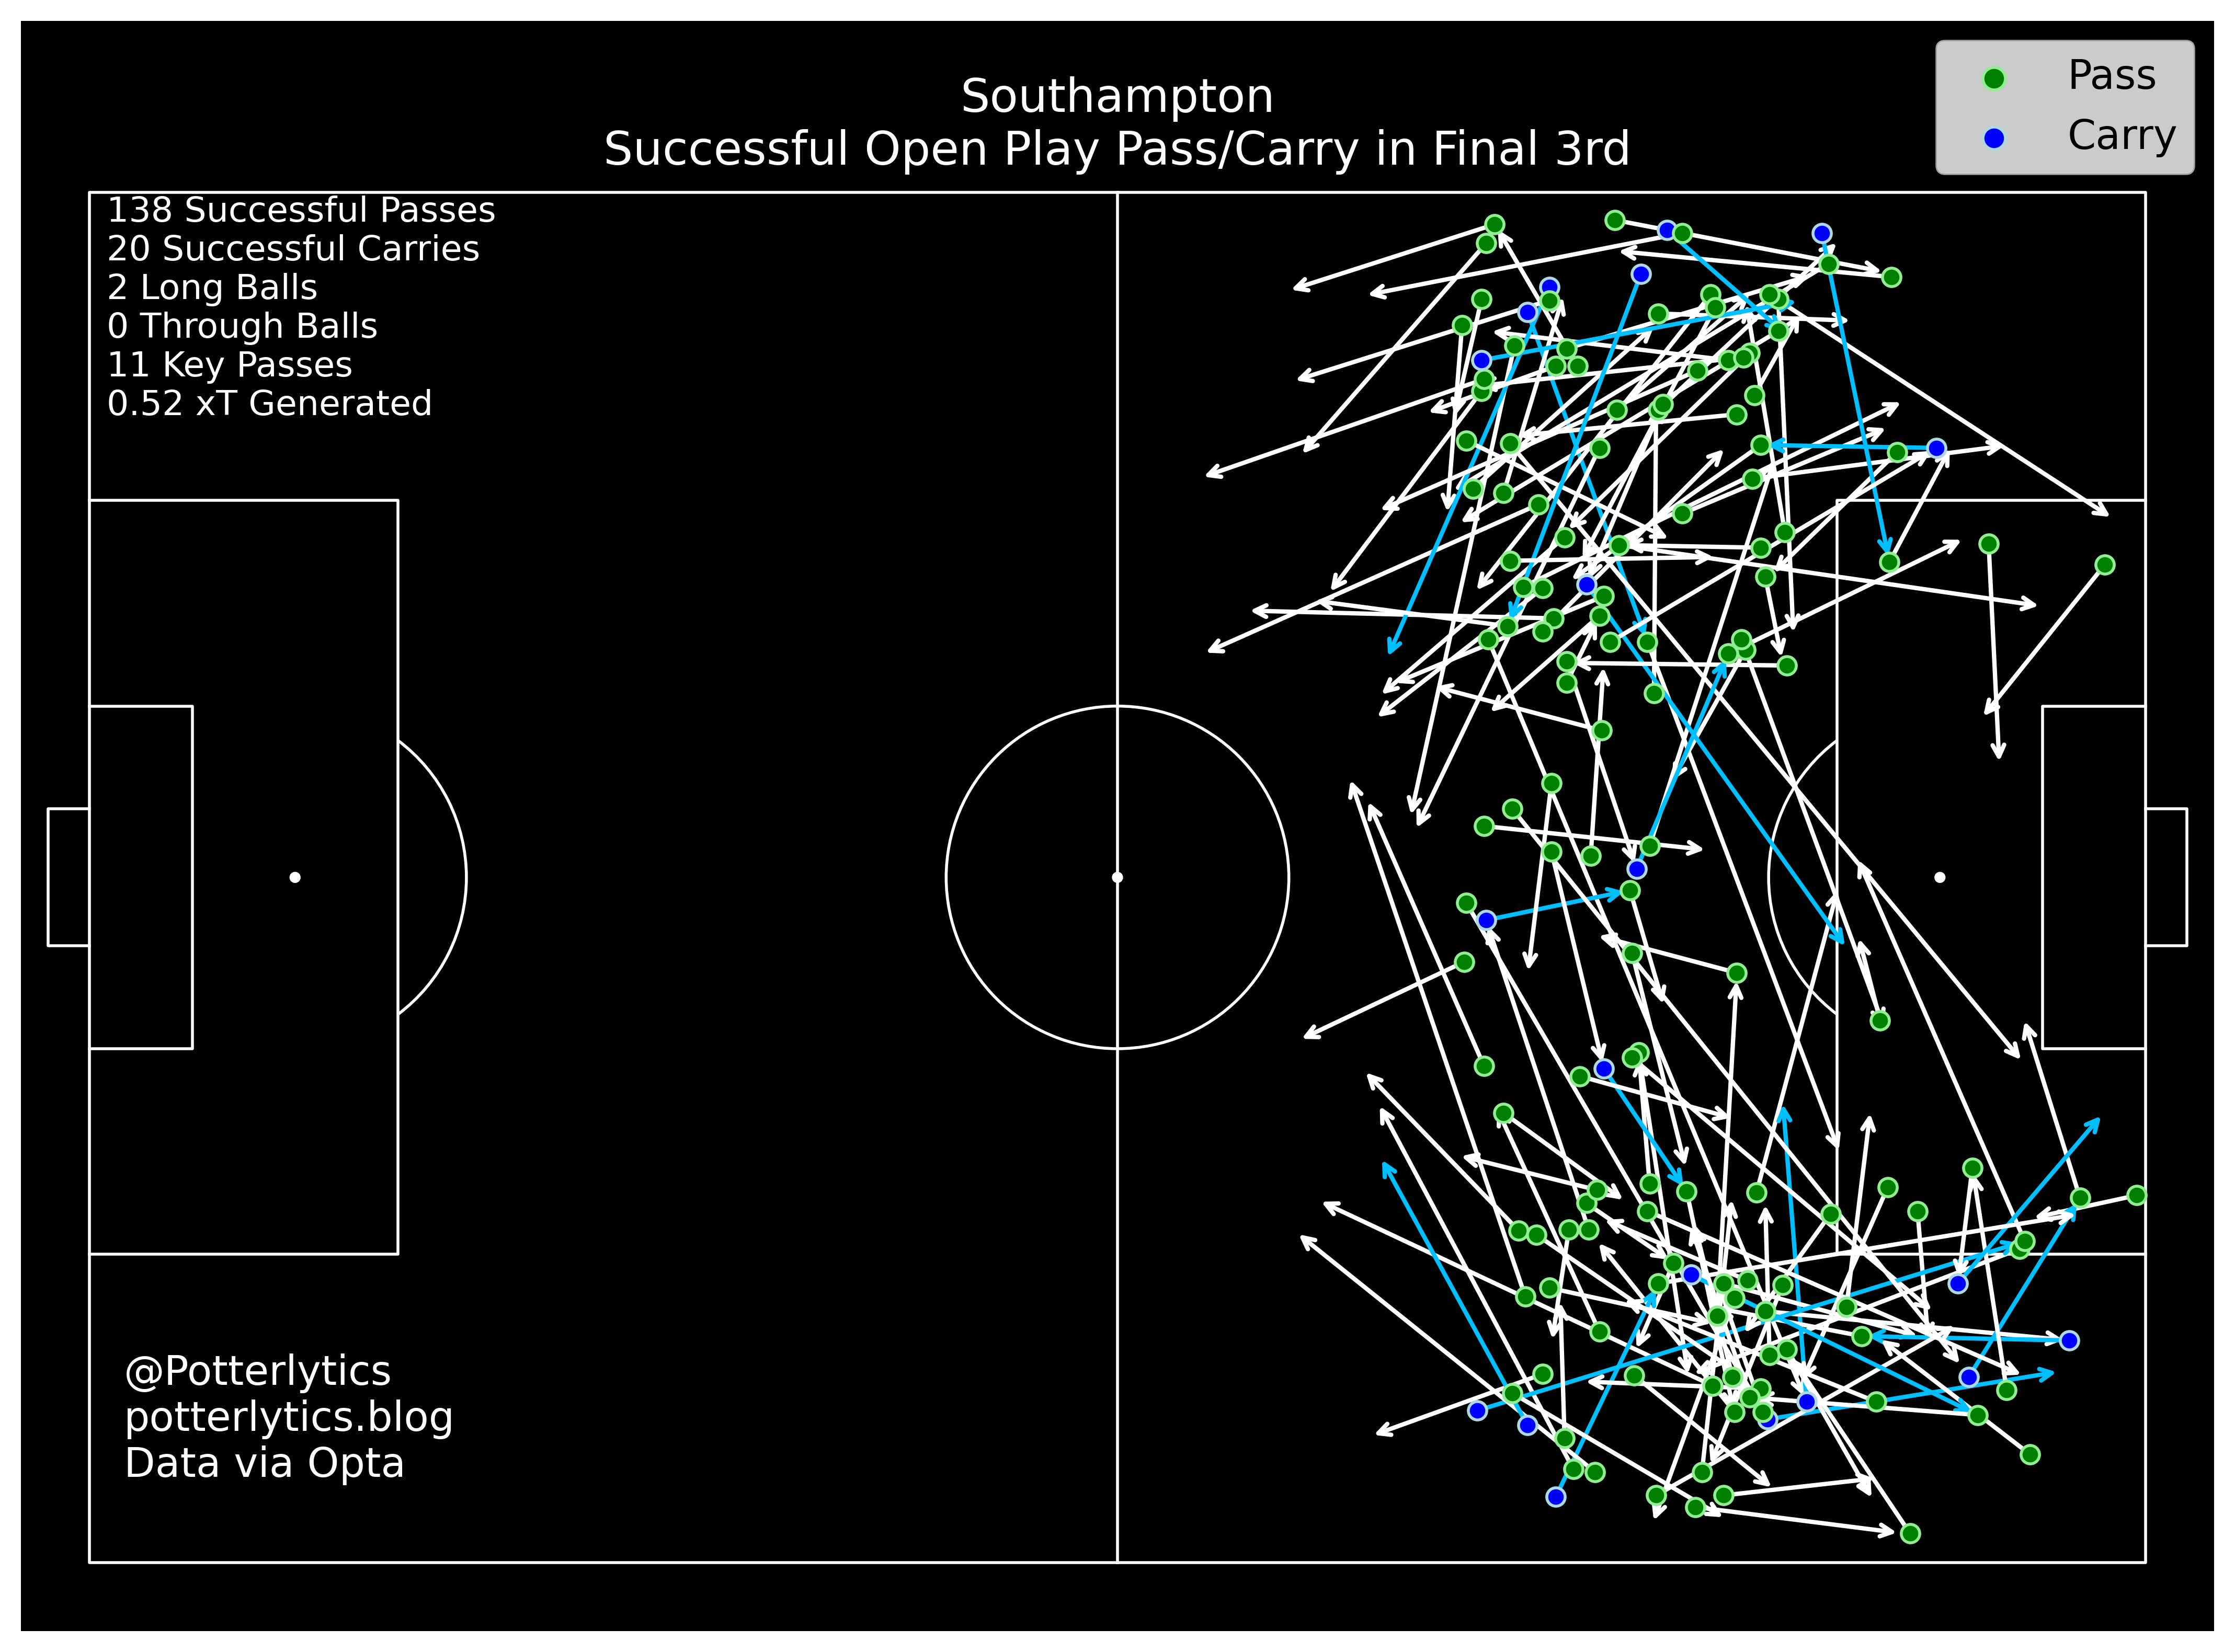 Southampton
Successful Open Play Pass/Carry in Final 3rd
Pass
Carry
138 Successful Passes
20 Successful Carries
2 Long Balls
0 Through Balls
11 Key Passes
0.52 xT Generated
@Potterlytics
potterlytics.blog
Data via Opta